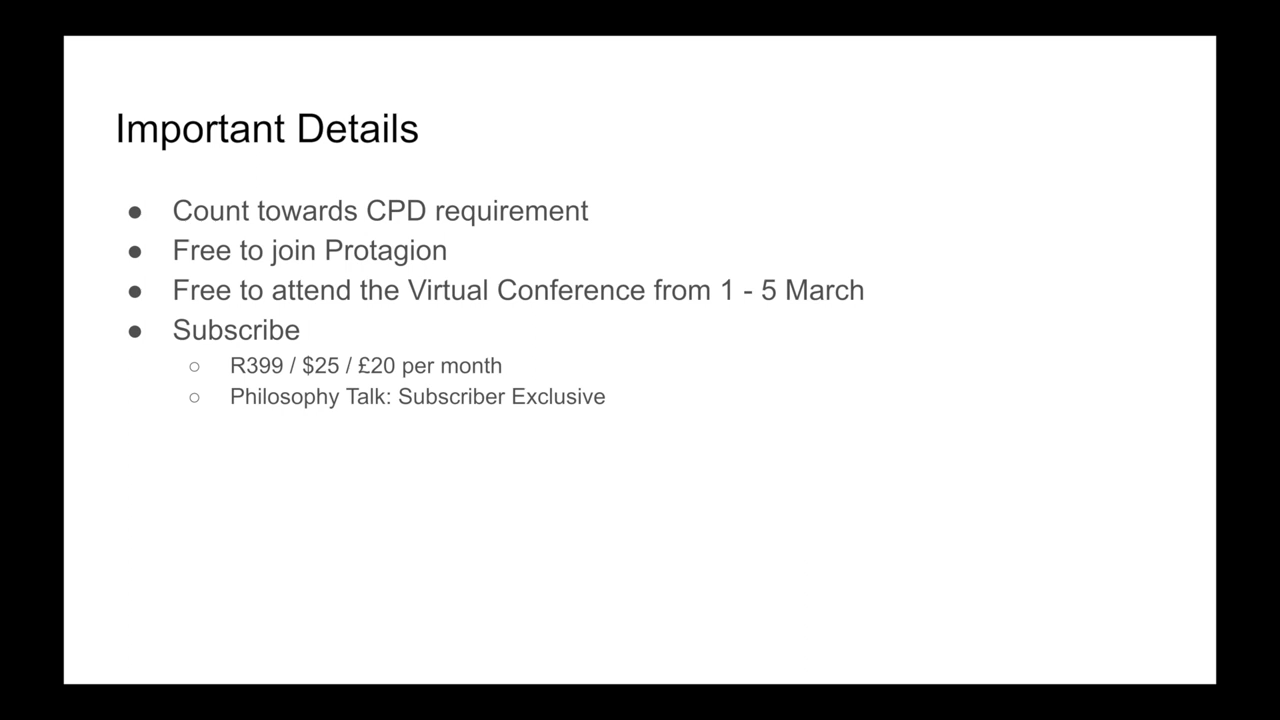 Important Details
● Count towards CPD requirement
● Free to join Protagion
● Free to attend the Virtual Conference from 1 - 5 March
● Subscribe
○ R399 / $25 / £20 per month
○ Philosophy Talk: Subscriber Exclusive